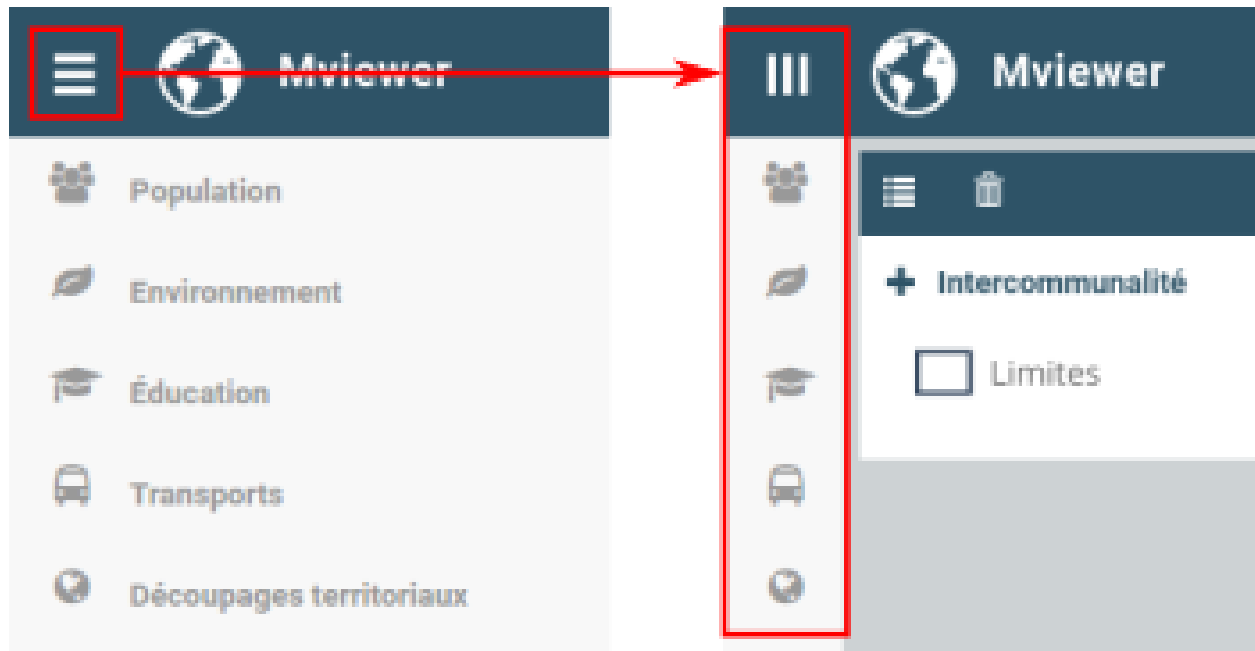 Mviewer
Population
Environnement
Éducation
Transports
Découpages territoriaux
Mviewer
Intercommunalité
Limites